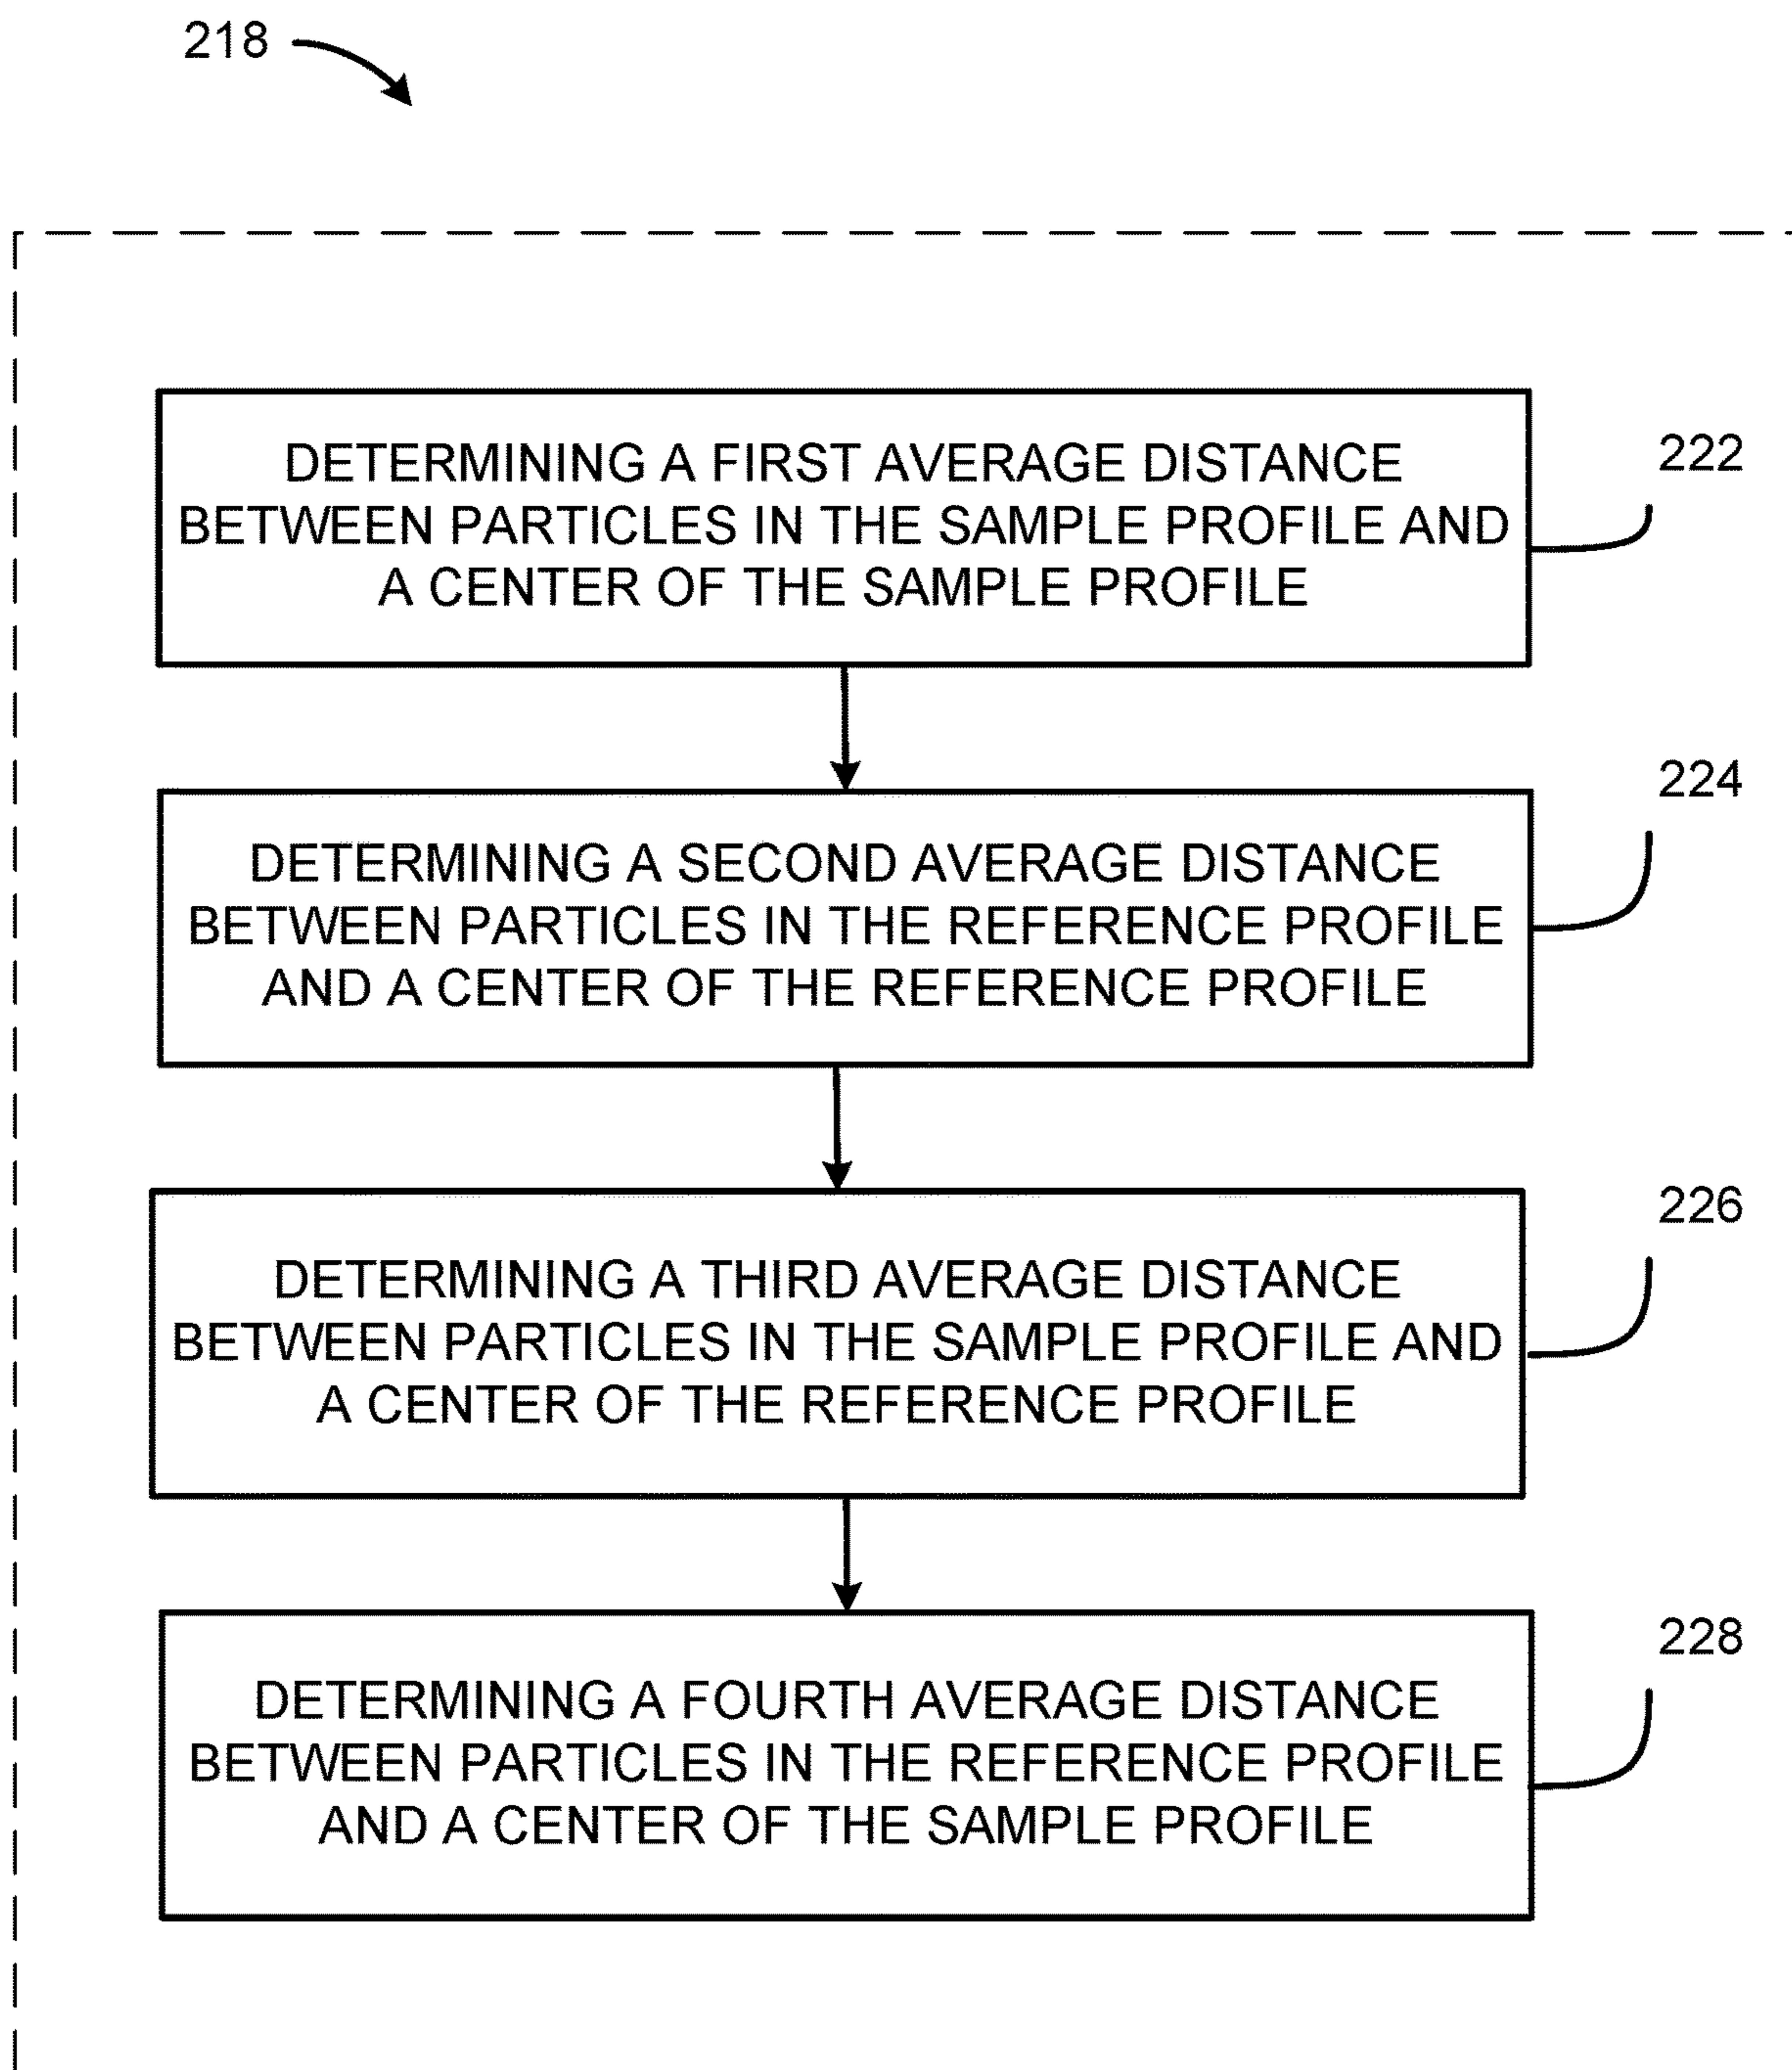 218
DETERMINING A FIRST AVERAGE DISTANCE
BETWEEN PARTICLES IN THE SAMPLE PROFILE AND
A CENTER OF THE SAMPLE PROFILE
222
DETERMINING A SECOND AVERAGE DISTANCE
BETWEEN PARTICLES IN THE REFERENCE PROFILE
AND A CENTER OF THE REFERENCE PROFILE
224
DETERMINING A THIRD AVERAGE DISTANCE
BETWEEN PARTICLES IN THE SAMPLE PROFILE AND
A CENTER OF THE REFERENCE PROFILE
226
DETERMINING A FOURTH AVERAGE DISTANCE
BETWEEN PARTICLES IN THE REFERENCE PROFILE
AND A CENTER OF THE SAMPLE PROFILE
228